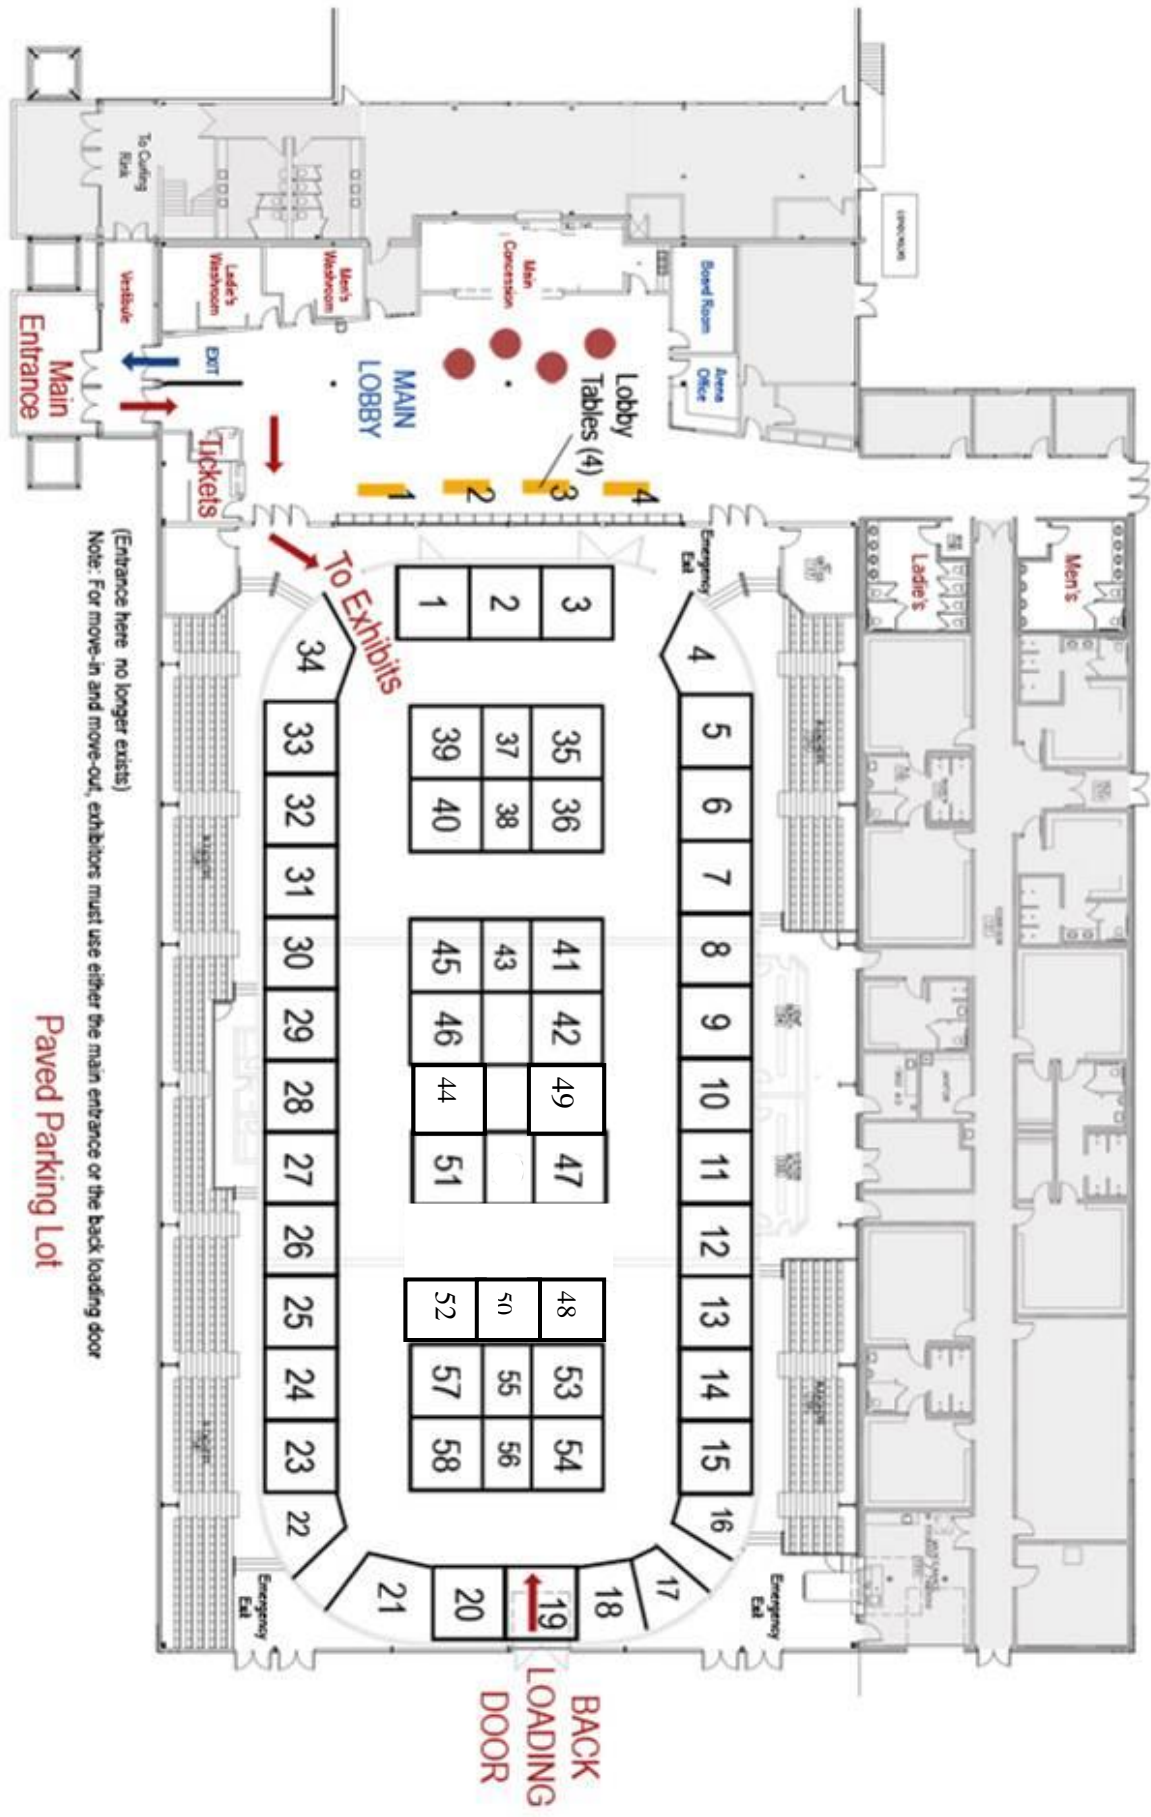 To Curling
Rink
Vestibule
Ladie's
Washroom
Men's
Washroom
Main
Concession
Board Room
Arena
Office
Main
Entrance
EXIT
MAIN
LOBBY
Lobby
Tables (4)
Tickets
1
2
3
4
To Exhibits
Emergency
Exit
Ladie's
Men's
1
2
3
4
5
6
7
8
9
10
11
12
13
14
15
16
17
18
19
20
21
22
23
24
25
26
27
28
29
30
31
32
33
34
39
37
35
40
38
36
45
43
41
46
42
44
49
51
47
52
50
48
57
55
53
58
56
54
Emergency
Exit
Emergency
Exit
BACK
LOADING
DOOR
(Entrance here no longer exists)
Note: For move-in and move-out, exhibitors must use either the main entrance or the back loading door
Paved Parking Lot